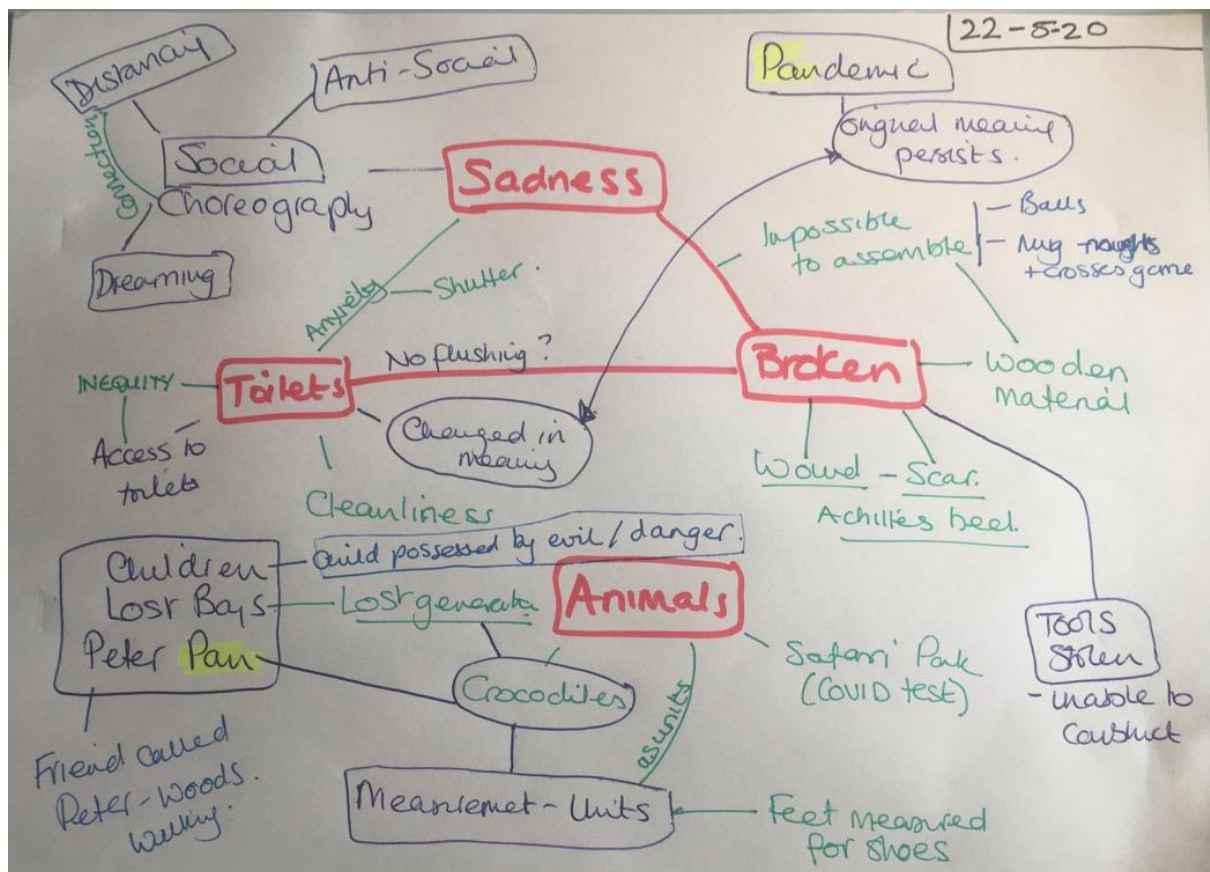 22-5-20
Distancing
Anti-Social
Pandemic
Original meaning
persists.
Social
Choreography
Connection
Dreaming
Sadness
Impossible
to assemble
- Balls
- Mug noughts
+ crosses game
Anxiety
Shutter.
No flushing?
INEQUITY
Toilets
Access to
toilets
Changed in
meaning
Broken
Wooden
material
Wound - Scar.
Achilles heel.
Cleanliness
Children
Lost Boys
Peter Pan
Child possessed by evil/danger.
Lost generation
Animals
Crocodiles
as units
Safari Park
(COVID test)
Tools
Stolen
- unable to
construct
Friend called
Peter-Woods.
walking.
Measuremet - Units
Feet measured
for shoes